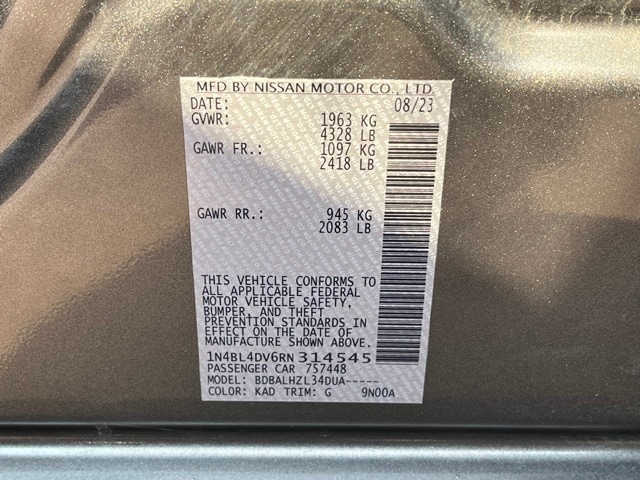 MFD BY NISSAN MOTOR CO., LTD.
DATE: 08/23
GVWR: 1963 KG
4328 LB
GAWR FR.: 1097 KG
2418 LB
GAWR RR.: 945 KG
2083 LB
THIS VEHICLE CONFORMS TO
ALL APPLICABLE FEDERAL
MOTOR VEHICLE SAFETY,
BUMPER, AND THEFT
PREVENTION STANDARDS IN
EFFECT ON THE DATE OF
MANUFACTURE SHOWN ABOVE.
1N4BL4DV6RN314545
PASSENGER CAR 757448
MODEL: BDBALHZL34DUA-----
COLOR: KAD TRIM: G 9N00A